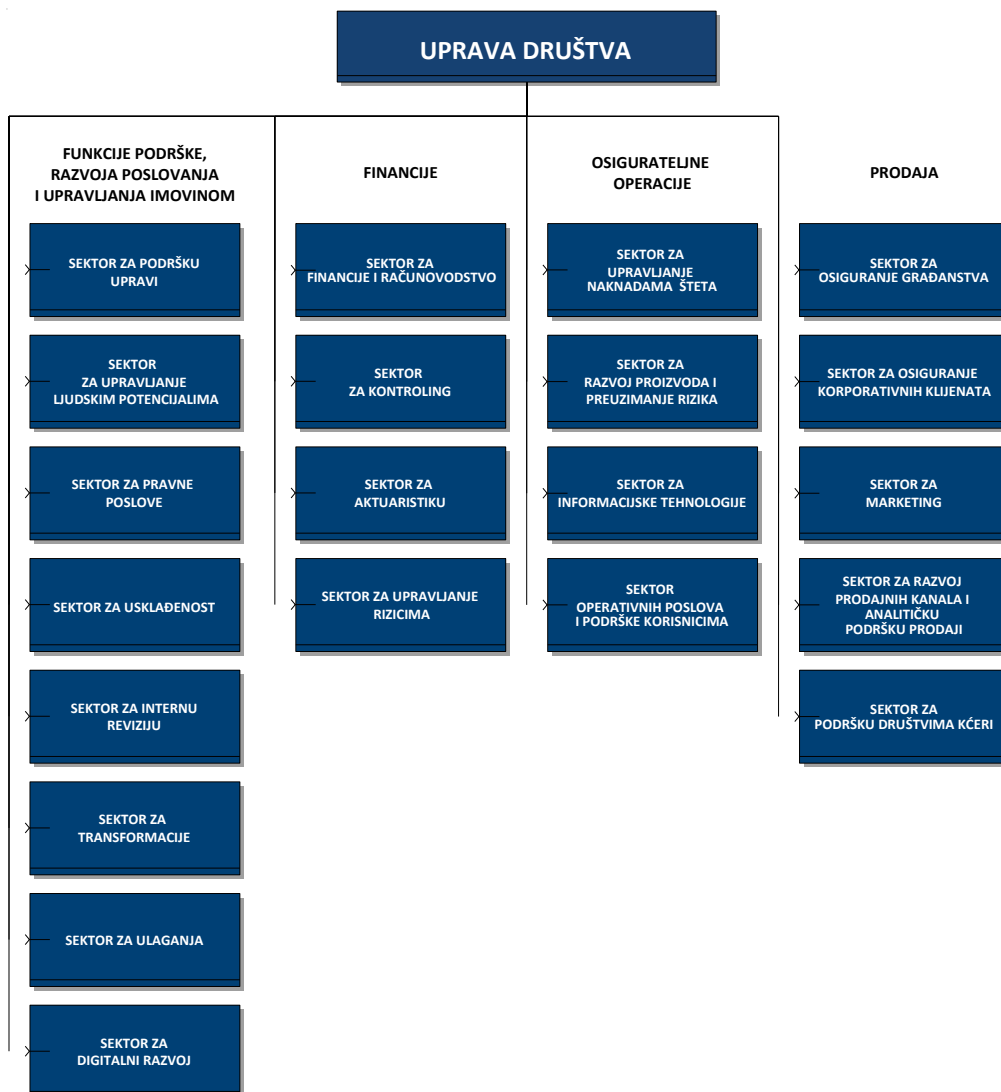 UPRAVA DRUŠTVA
FUNKCIJE PODRŠKE,
RAZVOJA POSLOVANJA
I UPRAVLJANJA IMOVINOM
SEKTOR ZA PODRŠKU
UPRAVI
SEKTOR
ZA UPRAVLJANJE
LJUDSKIM POTENCIJALIMA
SEKTOR ZA PRAVNE
POSLOVE
SEKTOR ZA USKLAĐENOST
SEKTOR ZA INTERNU
REVIZIJU
SEKTOR ZA
TRANSFORMACIJE
SEKTOR ZA ULAGANJA
SEKTOR ZA
DIGITALNI RAZVOJ
FINANCIJE
SEKTOR ZA
FINANCIJE I RAČUNOVODSTVO
SEKTOR
ZA KONTROLING
SEKTOR ZA
AKTUARISTIKU
SEKTOR ZA UPRAVLJANJE
RIZICIMA
OSIGURATELJNE
OPERACIJE
SEKTOR ZA
UPRAVLJANJE
NAKNADAMA ŠTETA
SEKTOR ZA
RAZVOJ PROIZVODA I
PREUZIMANJE RIZIKA
SEKTOR ZA
INFORMACIJSKE TEHNOLOGIJE
SEKTOR
OPERATIVNIH POSLOVA
I PODRŠKE KORISNICIMA
PRODAJA
SEKTOR ZA
OSIGURANJE GRAĐANSTVA
SEKTOR ZA OSIGURANJE
KORPORATIVNIH KLIJENATA
SEKTOR ZA
MARKETING
SEKTOR ZA RAZVOJ
PRODAJNIH KANALA I
ANALITIČKU
PODRŠKU PRODAJI
SEKTOR ZA
PODRŠKU DRUŠTVIMA KĆERI